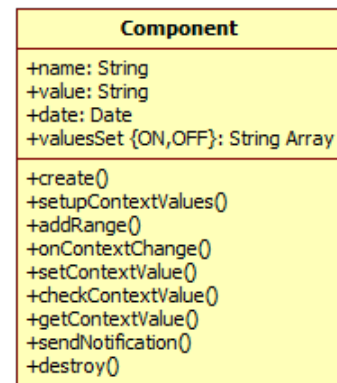 Component
+name: String
+value: String
+date: Date
+valuesSet {ON,OFF}: String Array
+create()
+setupContextValues()
+addRange()
+onContextChange()
+setContextValue()
+checkContextValue()
+getContextValue()
+sendNotification()
+destroy()